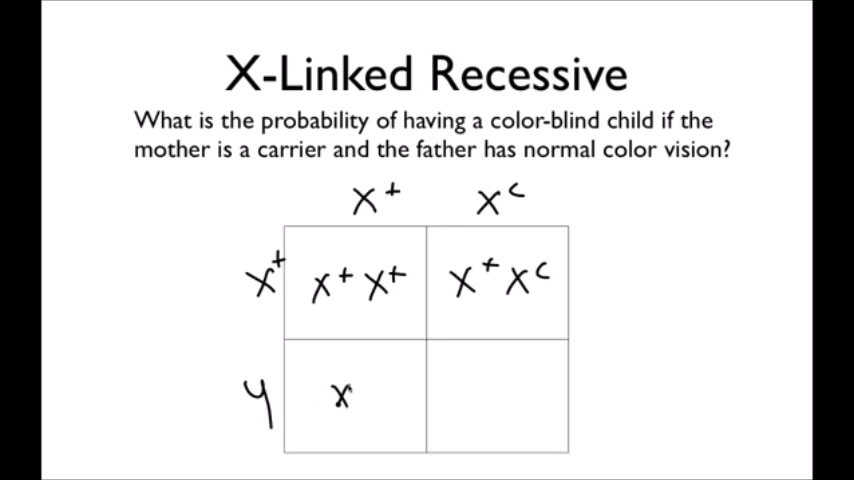 X-Linked Recessive
What is the probability of having a color-blind child if the
mother is a carrier and the father has normal color vision?
X+ Xc
X+ X+X+ X+Xc
y X